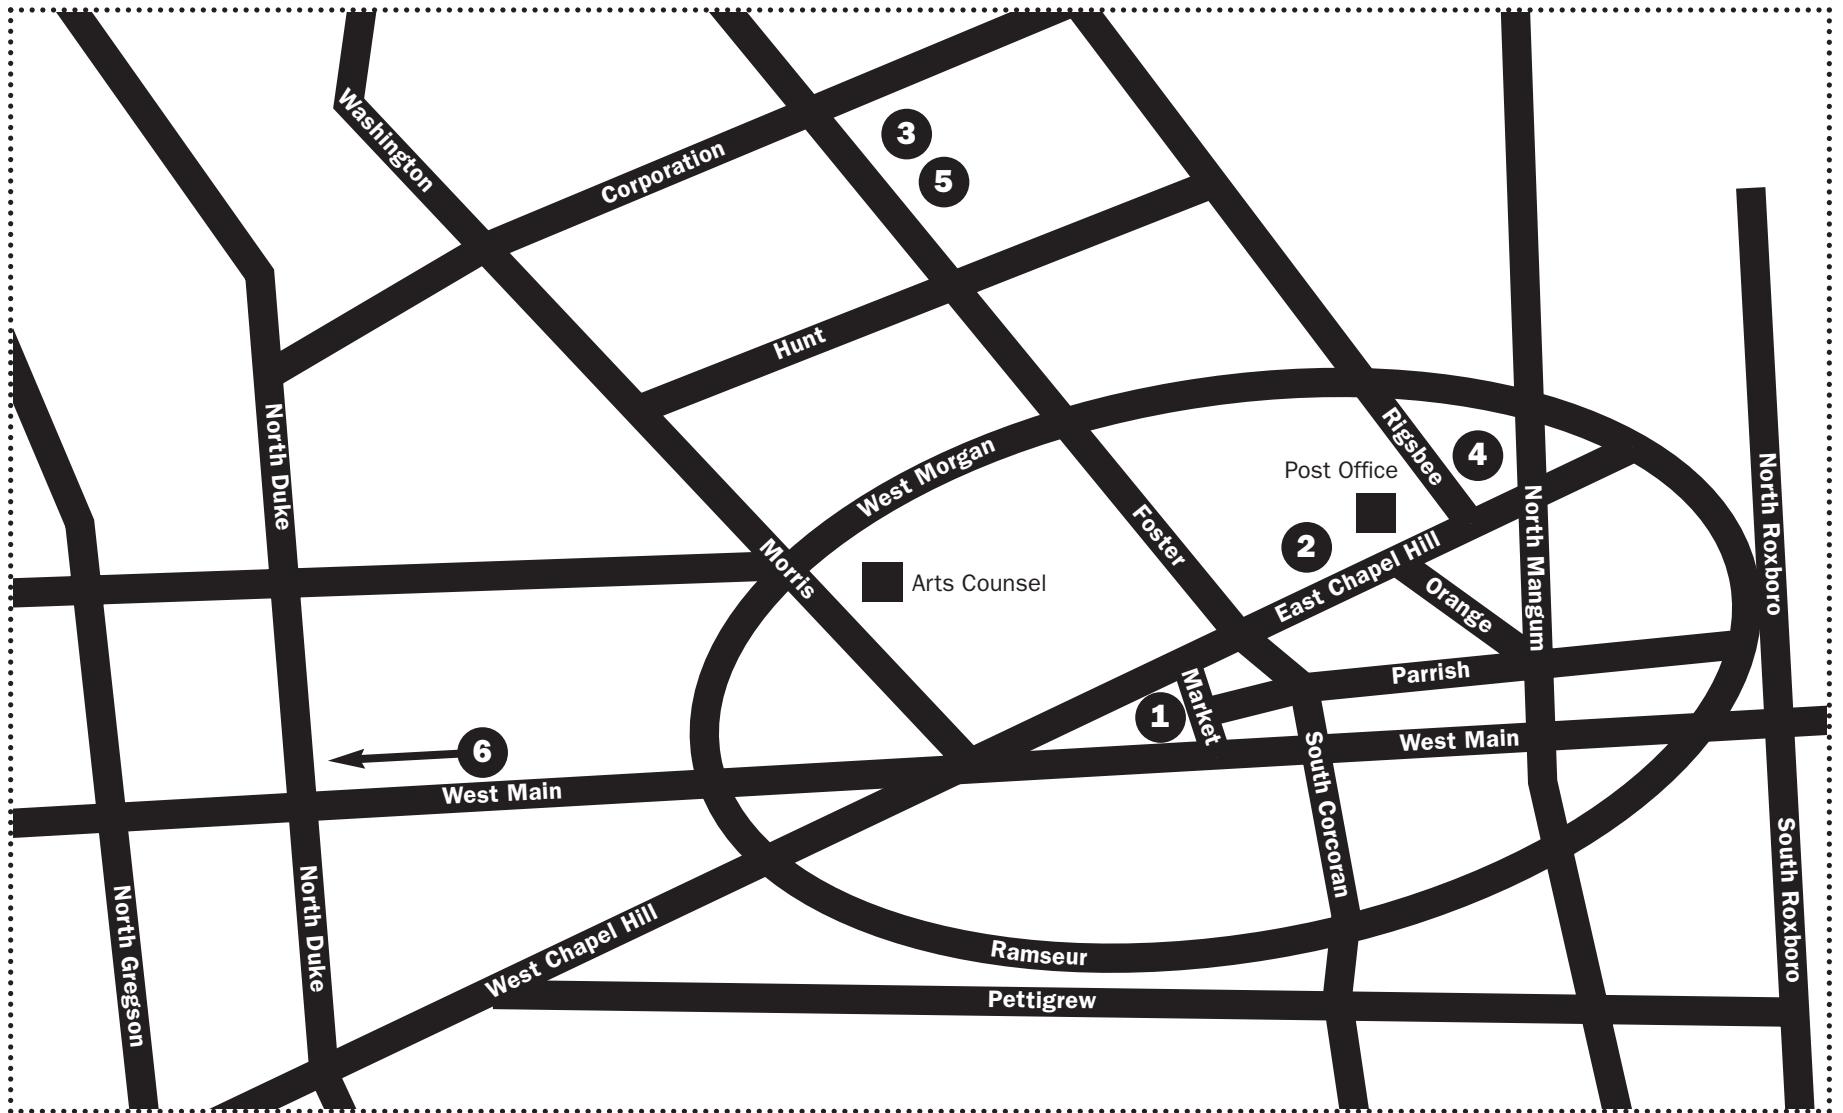 Washington
Corporation
3
5
Hunt
North Duke
West Morgan
Rigsbee
4
Post Office
North Roxboro
North Mangum
Foster
2
East Chapel Hill
Morris
Arts Counsel
Orange
Parrish
Market
1
West Main
6
West Main
South Corcoran
South Roxboro
North Duke
North Gregson
West Chapel Hill
Ramseur
Pettigrew